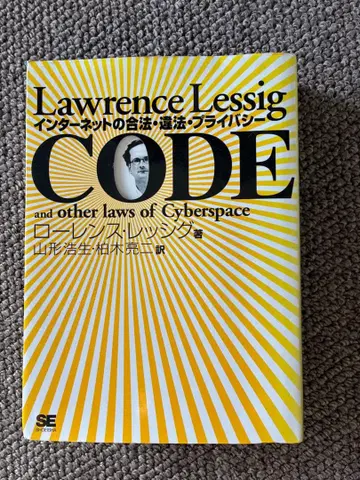 Lawrence Lessig
インターネットの合法・違法・プライバシー
CODE
and other laws of Cyberspace
ローレンス・レッシグ 著
山形浩生・柏木亮二 訳
SE
SHOEISHA